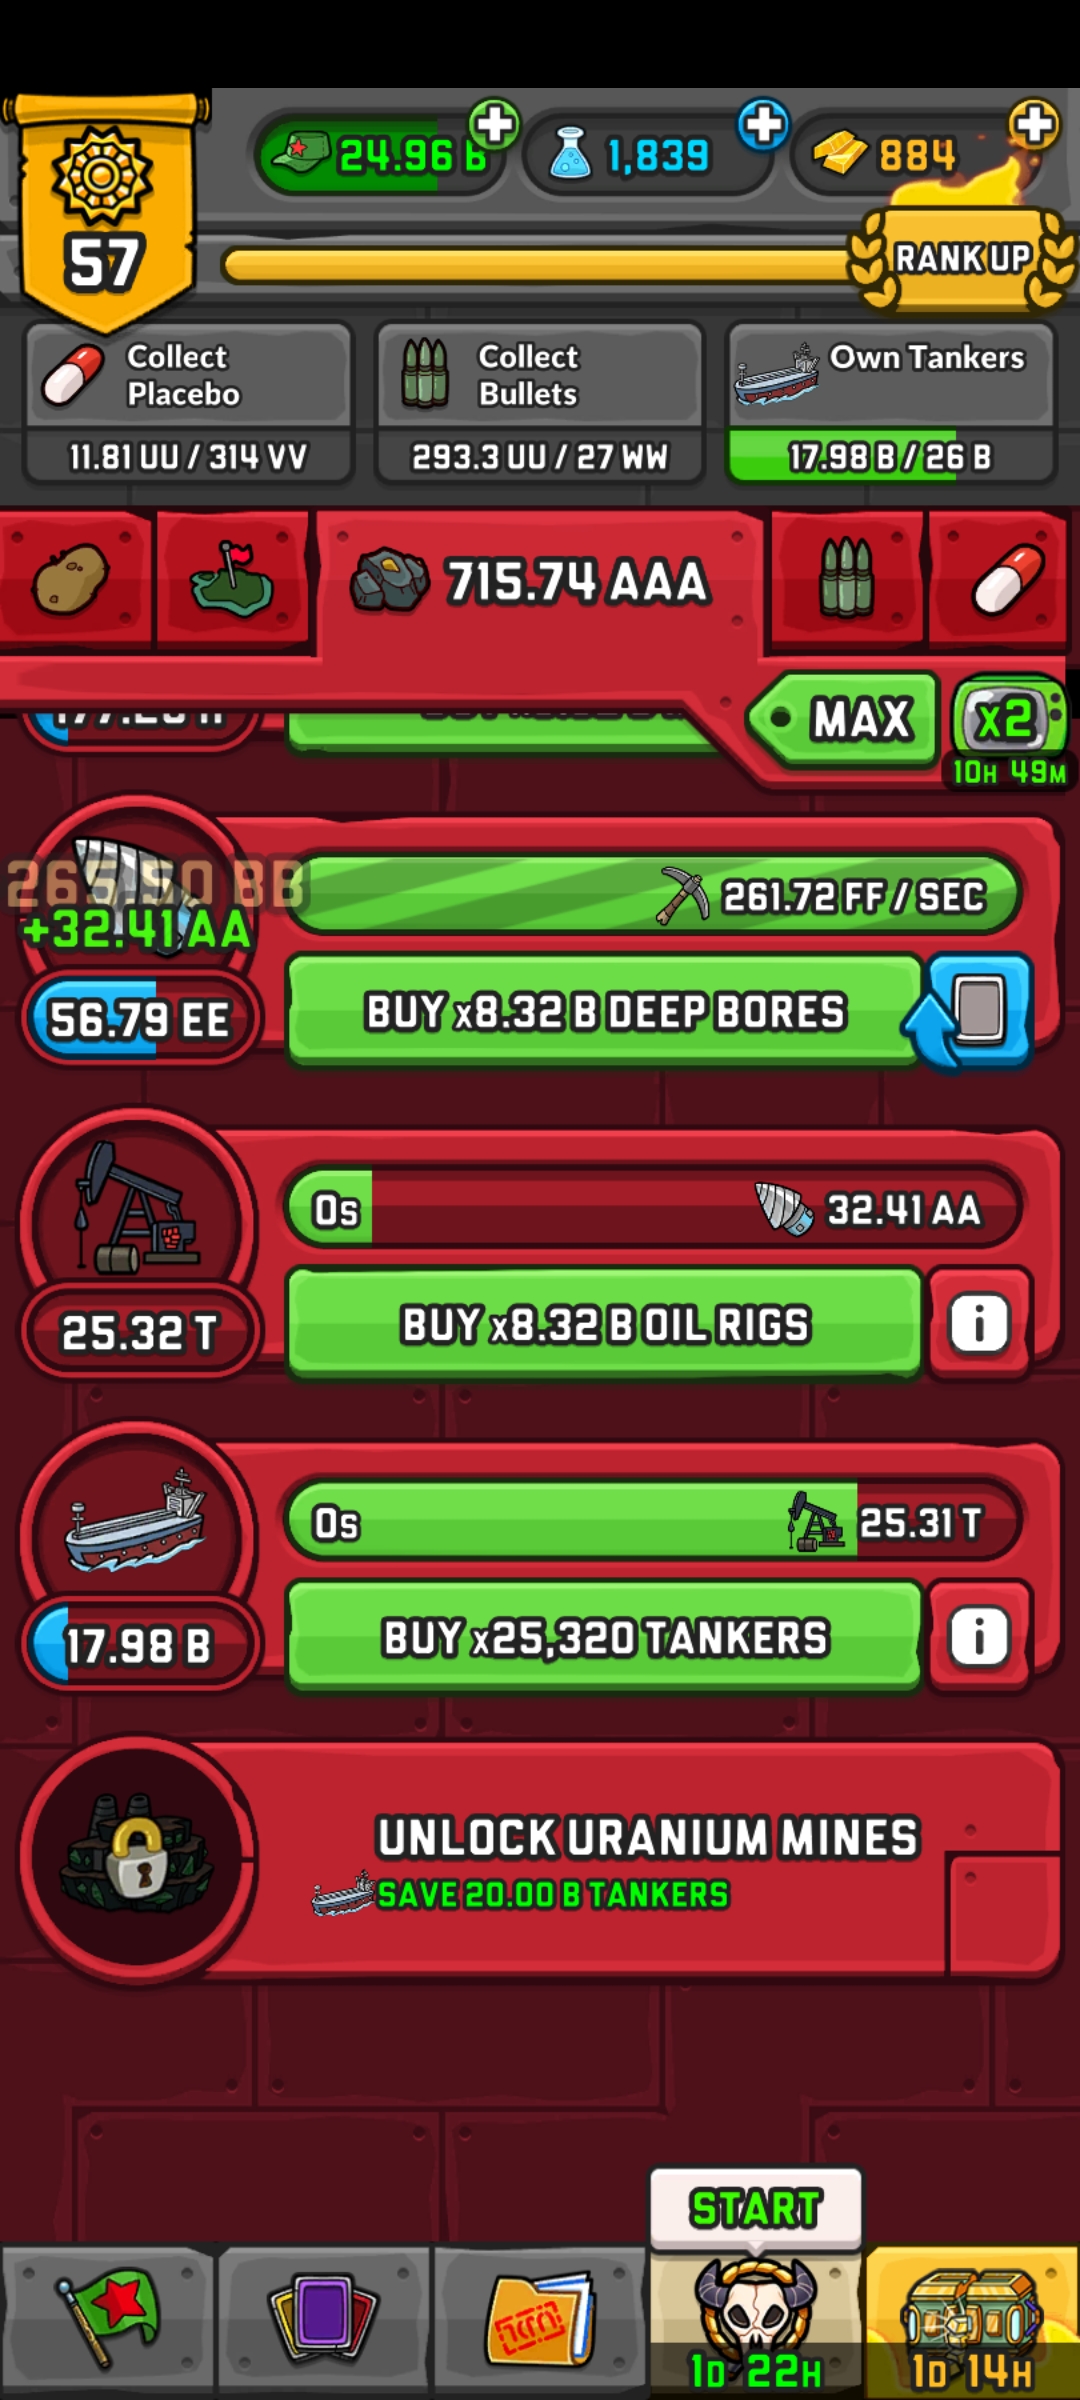 24.96 B
1,839
884
57
RANK UP
Collect
Placebo
11.81 UU / 314 VV
Collect
Bullets
293.3 UU / 27 WW
Own Tankers
17.98 B / 26 B
715.74 AAA
MAX
x2
10H 49M
265.50 BB
+32.41 AA
261.72 FF / SEC
56.79 EE
BUY x8.32 B DEEP BORES
0s
32.41 AA
25.32 T
BUY x8.32 B OIL RIGS
i
0s
25.31 T
17.98 B
BUY x25,320 TANKERS
i
UNLOCK URANIUM MINES
SAVE 20.00 B TANKERS
START
1D 22H
1D 14H